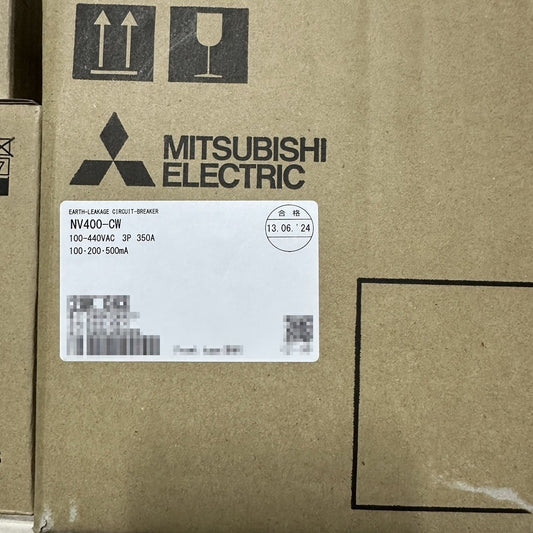 MITSUBISHI
ELECTRIC
EARTH-LEAKAGE CIRCUIT-BREAKER
NV400-CW
100-440VAC 3P 350A
100･200･500mA
合格
13.06.'24
7